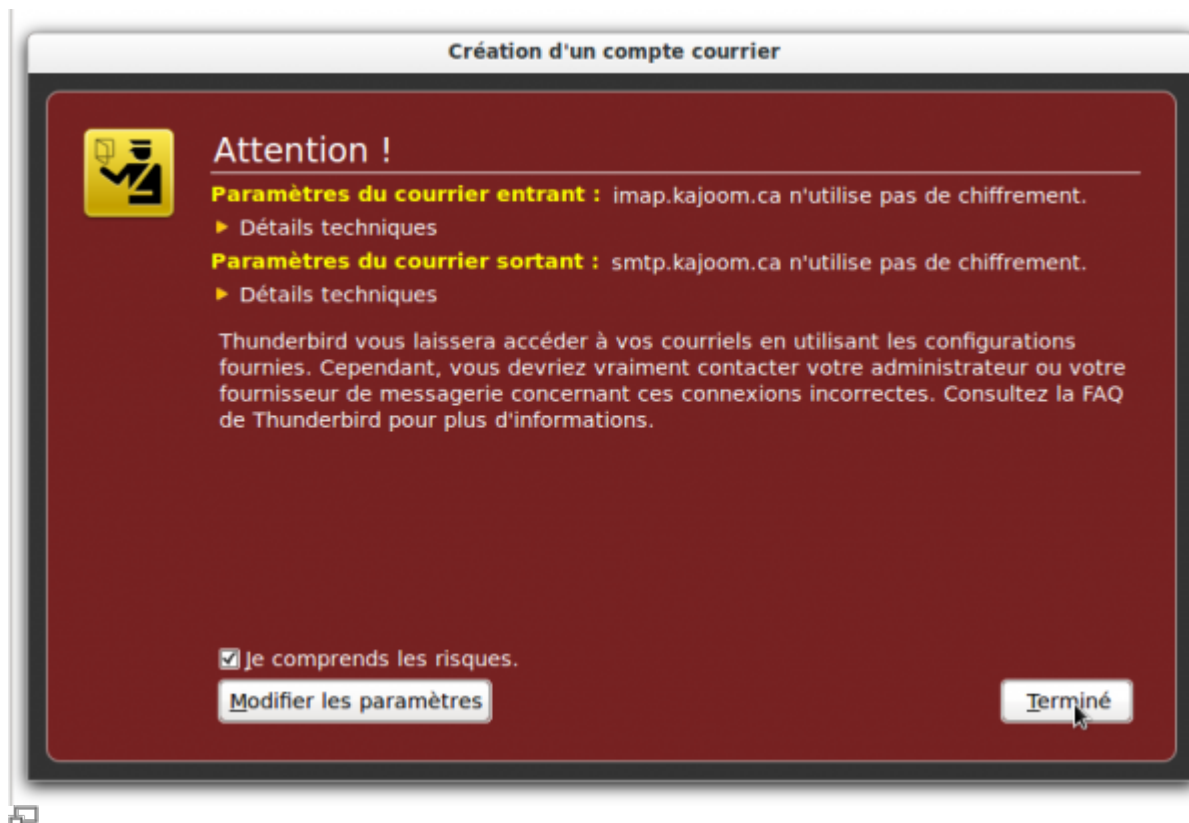 Création d'un compte courrier
Attention !
Paramètres du courrier entrant : imap.kajoom.ca n'utilise pas de chiffrement.
Détails techniques
Paramètres du courrier sortant : smtp.kajoom.ca n'utilise pas de chiffrement.
Détails techniques
Thunderbird vous laissera accéder à vos courriels en utilisant les configurations
fournies. Cependant, vous devriez vraiment contacter votre administrateur ou votre
fournisseur de messagerie concernant ces connexions incorrectes. Consultez la FAQ
de Thunderbird pour plus d'informations.
Je comprends les risques.
Modifier les paramètres
Terminé